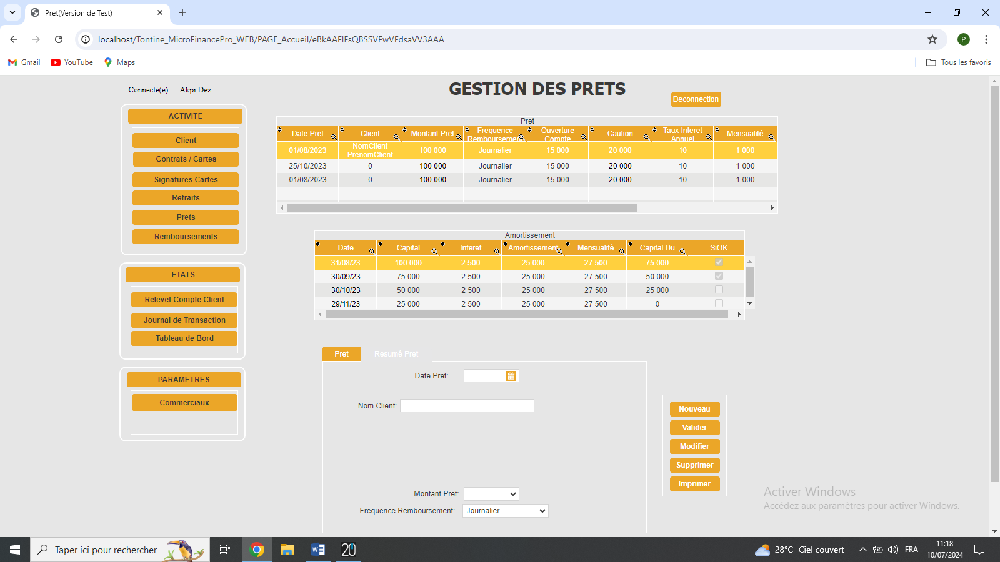 Pret(Version de Test)
localhost/Tontine_MicroFinancePro_WEB/PAGE_Accueil/
P
Gmail YouTube Maps Tous les favoris
Connecté(e): Akpi Dez
GESTION DES PRETS
Deconnection
ACTIVITE
Client
Contrats / Cartes
Signatures Cartes
Retraits
Prets
Remboursements
ETATS
Relevet Compte Client
Journal de Transaction
Tableau de Bord
PARAMETRES
Commerciaux
Pret
Date Pret Client Montant Pret Frequence Remboursement Ouverture Compte Caution Taux Interet Annuel Mensualité
01/08/2023 NomClient PrenomClient 100 000 Journalier 15 000 20 000 10 1 000
25/10/2023 0 100 000 Journalier 15 000 20 000 10 1 000
01/08/2023 0 100 000 Journalier 15 000 20 000 10 1 000
Amortissement
Date Capital Interet Amortissement Mensualité Capital Du SiOK
31/08/23 100 000 2 500 25 000 27 500 75 000
30/09/23 75 000 2 500 25 000 27 500 50 000
30/10/23 50 000 2 500 25 000 27 500 25 000
29/11/23 25 000 2 500 25 000 27 500 0
Pret Resumé Pret
Date Pret:
Nom Client:
Montant Pret:
Frequence Remboursement: Journalier
Nouveau
Valider
Modifier
Supprimer
Imprimer
Activer Windows
Accédez aux paramètres pour activer Windows.
Taper ici pour rechercher
20
28°C Ciel couvert
FRA
11:18
10/07/2024